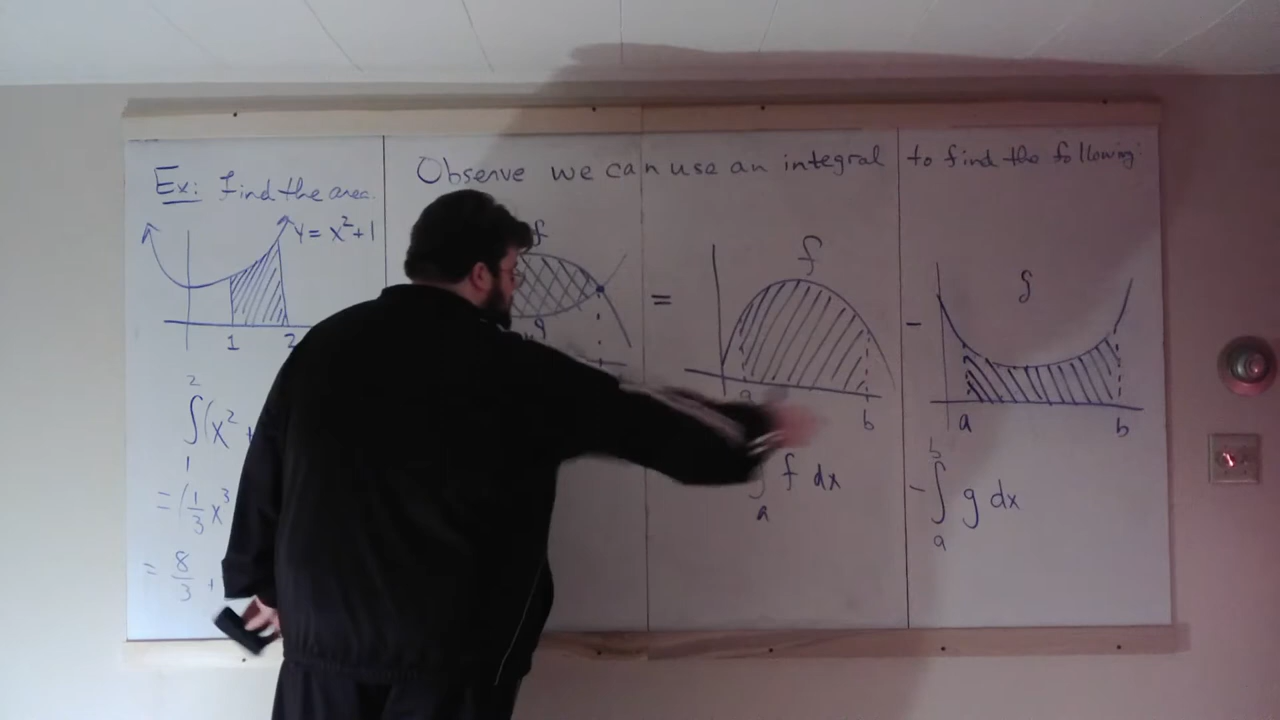 Ex: Find the area.
y = x² + 1
1 2
2
∫(x²
1
= (1/3 x³
= 8/3 +
Observe we can use an integral to find the following:
f
g
=
f
a b
∫ f dx
a
-
g
a b
b
- ∫ g dx
a